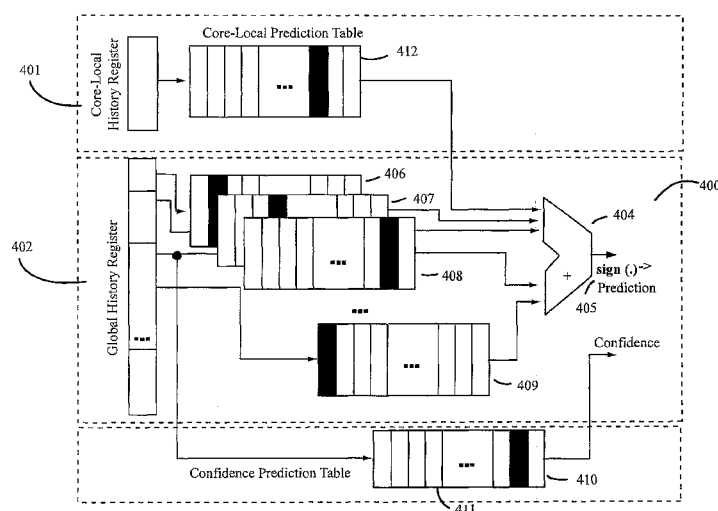 Core-Local Prediction Table
412
401
Core-Local
History Register
...
406
407
400
404
402
Global History Register
...
408
+
sign (.)->
405
Prediction
...
...
...
409
Confidence
Confidence Prediction Table
...
410
411